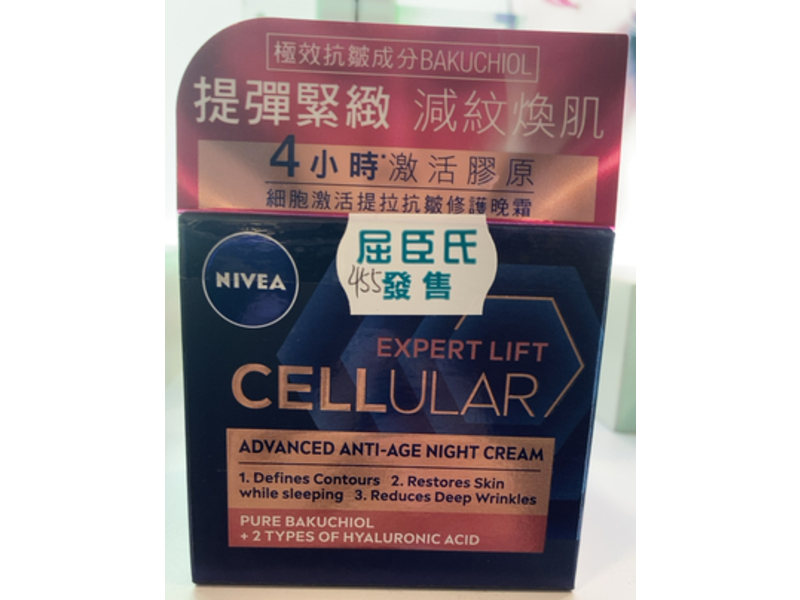 極效抗皺成分BAKUCHIOL
提彈緊緻 減紋煥肌
4小時*激活膠原
細胞激活提拉抗皺修護晚霜
NIVEA
屈臣氏
455發售
EXPERT LIFT
CELLULAR
ADVANCED ANTI-AGE NIGHT CREAM
1. Defines Contours 2. Restores Skin
while sleeping 3. Reduces Deep Wrinkles
PURE BAKUCHIOL
+ 2 TYPES OF HYALURONIC ACID